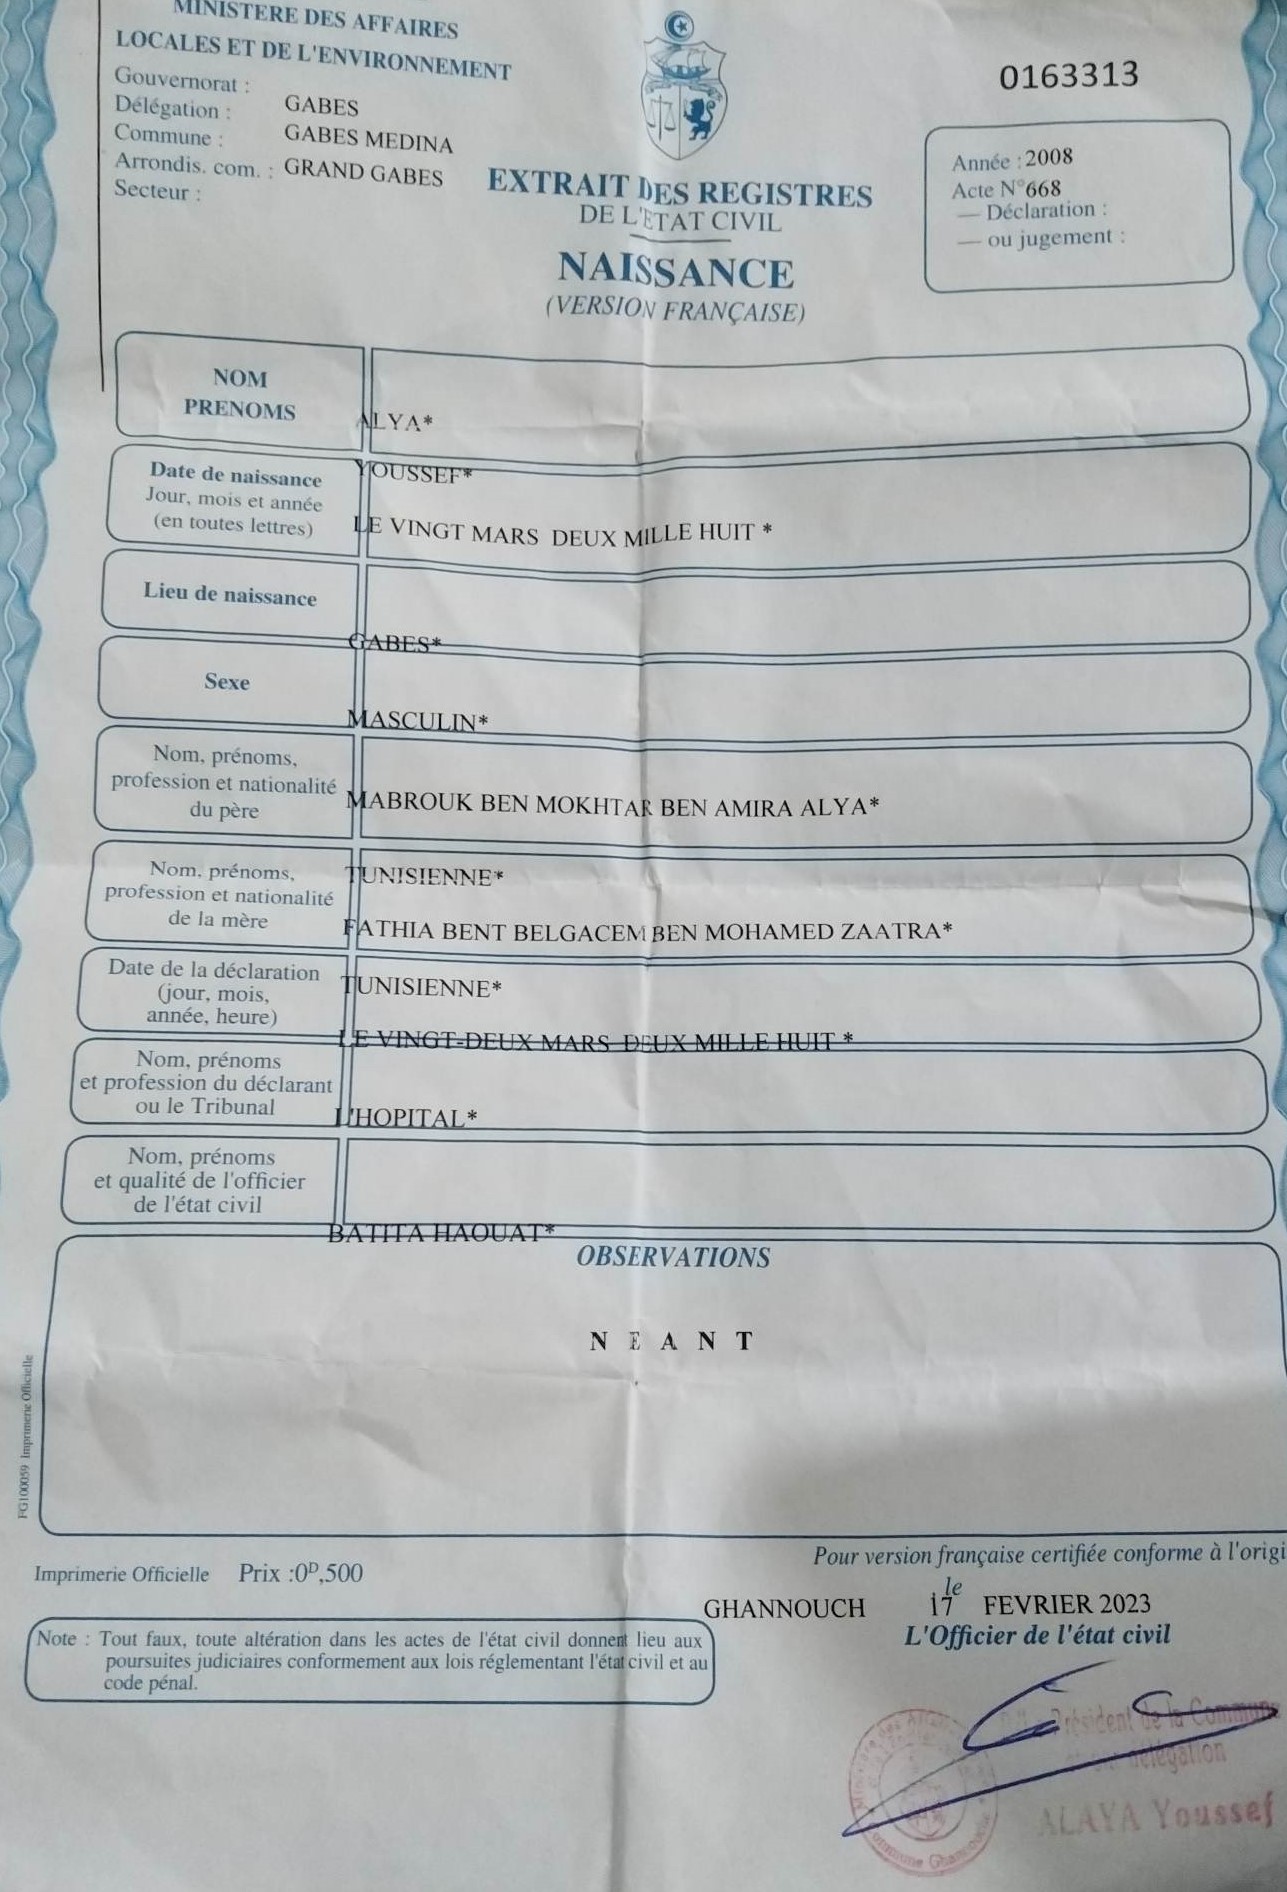 MINISTERE DES AFFAIRES
LOCALES ET DE L'ENVIRONNEMENT
Gouvernorat :
Délégation : GABES
Commune : GABES MEDINA
Arrondis. com. : GRAND GABES
Secteur :
0163313
Année : 2008
Acte N°668
— Déclaration :
— ou jugement :
EXTRAIT DES REGISTRES
DE L'ETAT CIVIL
NAISSANCE
(VERSION FRANÇAISE)
NOM
PRENOMS
ALYA*
YOUSSEF*
Date de naissance
Jour, mois et année
(en toutes lettres)
LE VINGT MARS DEUX MILLE HUIT *
Lieu de naissance
GABES*
Sexe
MASCULIN*
Nom, prénoms,
profession et nationalité
du père
MABROUK BEN MOKHTAR BEN AMIRA ALYA*
TUNISIENNE*
Nom, prénoms,
profession et nationalité
de la mère
FATHIA BENT BELGACEM BEN MOHAMED ZAATRA*
TUNISIENNE*
Date de la déclaration
(jour, mois,
année, heure)
LE VINGT-DEUX MARS DEUX MILLE HUIT *
Nom, prénoms
et profession du déclarant
ou le Tribunal
L'HOPITAL*
Nom, prénoms
et qualité de l'officier
de l'état civil
BATITA HAOUAT*
OBSERVATIONS
N E A N T
FG100059 Imprimerie Officielle
Imprimerie Officielle Prix :0D,500
Pour version française certifiée conforme à l'origi
GHANNOUCH le 17 FEVRIER 2023
L'Officier de l'état civil
Note : Tout faux, toute altération dans les actes de l'état civil donnent lieu aux
poursuites judiciaires conformement aux lois réglementant l'état civil et au
code pénal.
Président de la Commune
délégation
ALAYA Youssef